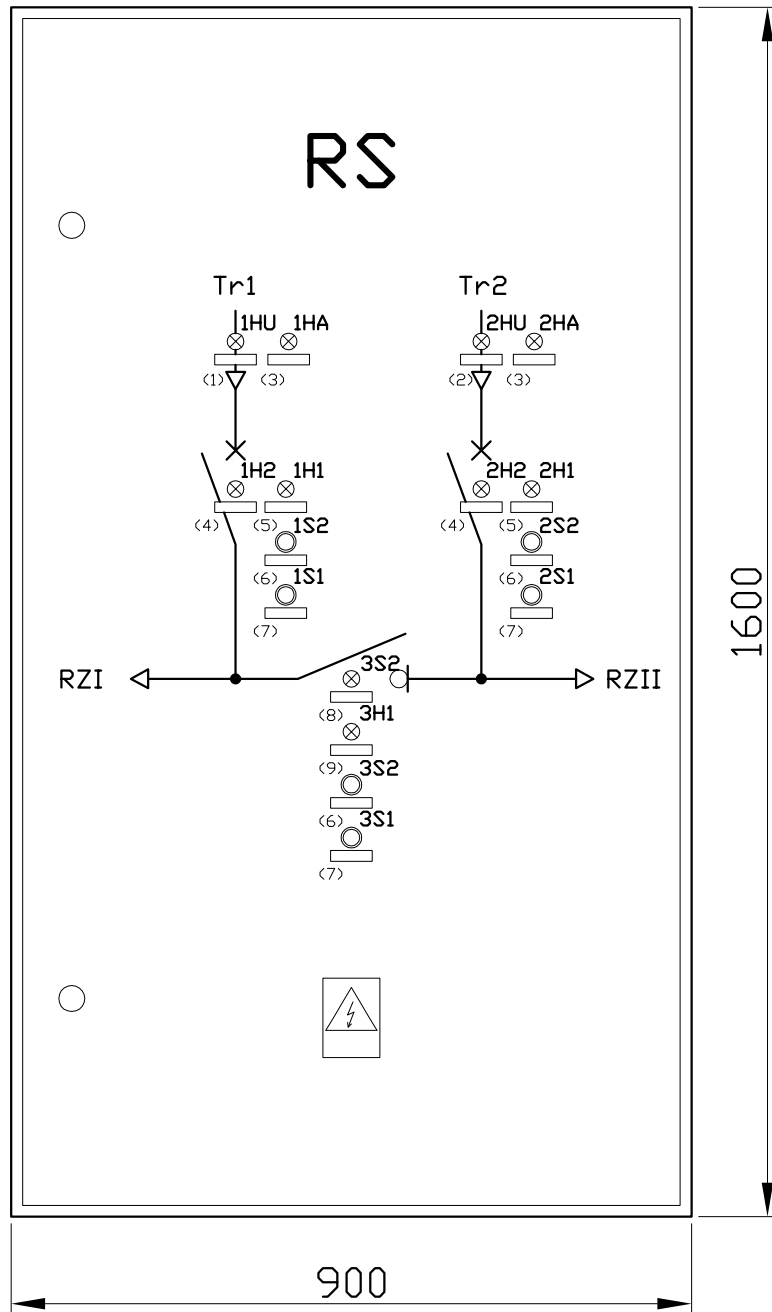 RS
Tr1 Tr2
1HU 1HA 2HU 2HA
(1) (3) (2) (3)
1H2 1H1 2H2 2H1
(4) (5) 1S2 (4) (5) 2S2
(6) 1S1 (6) 2S1
(7) (7)
3S2
RZI RZII
(8) 3H1
(9) 3S2
(6) 3S1
(7)
1600
900